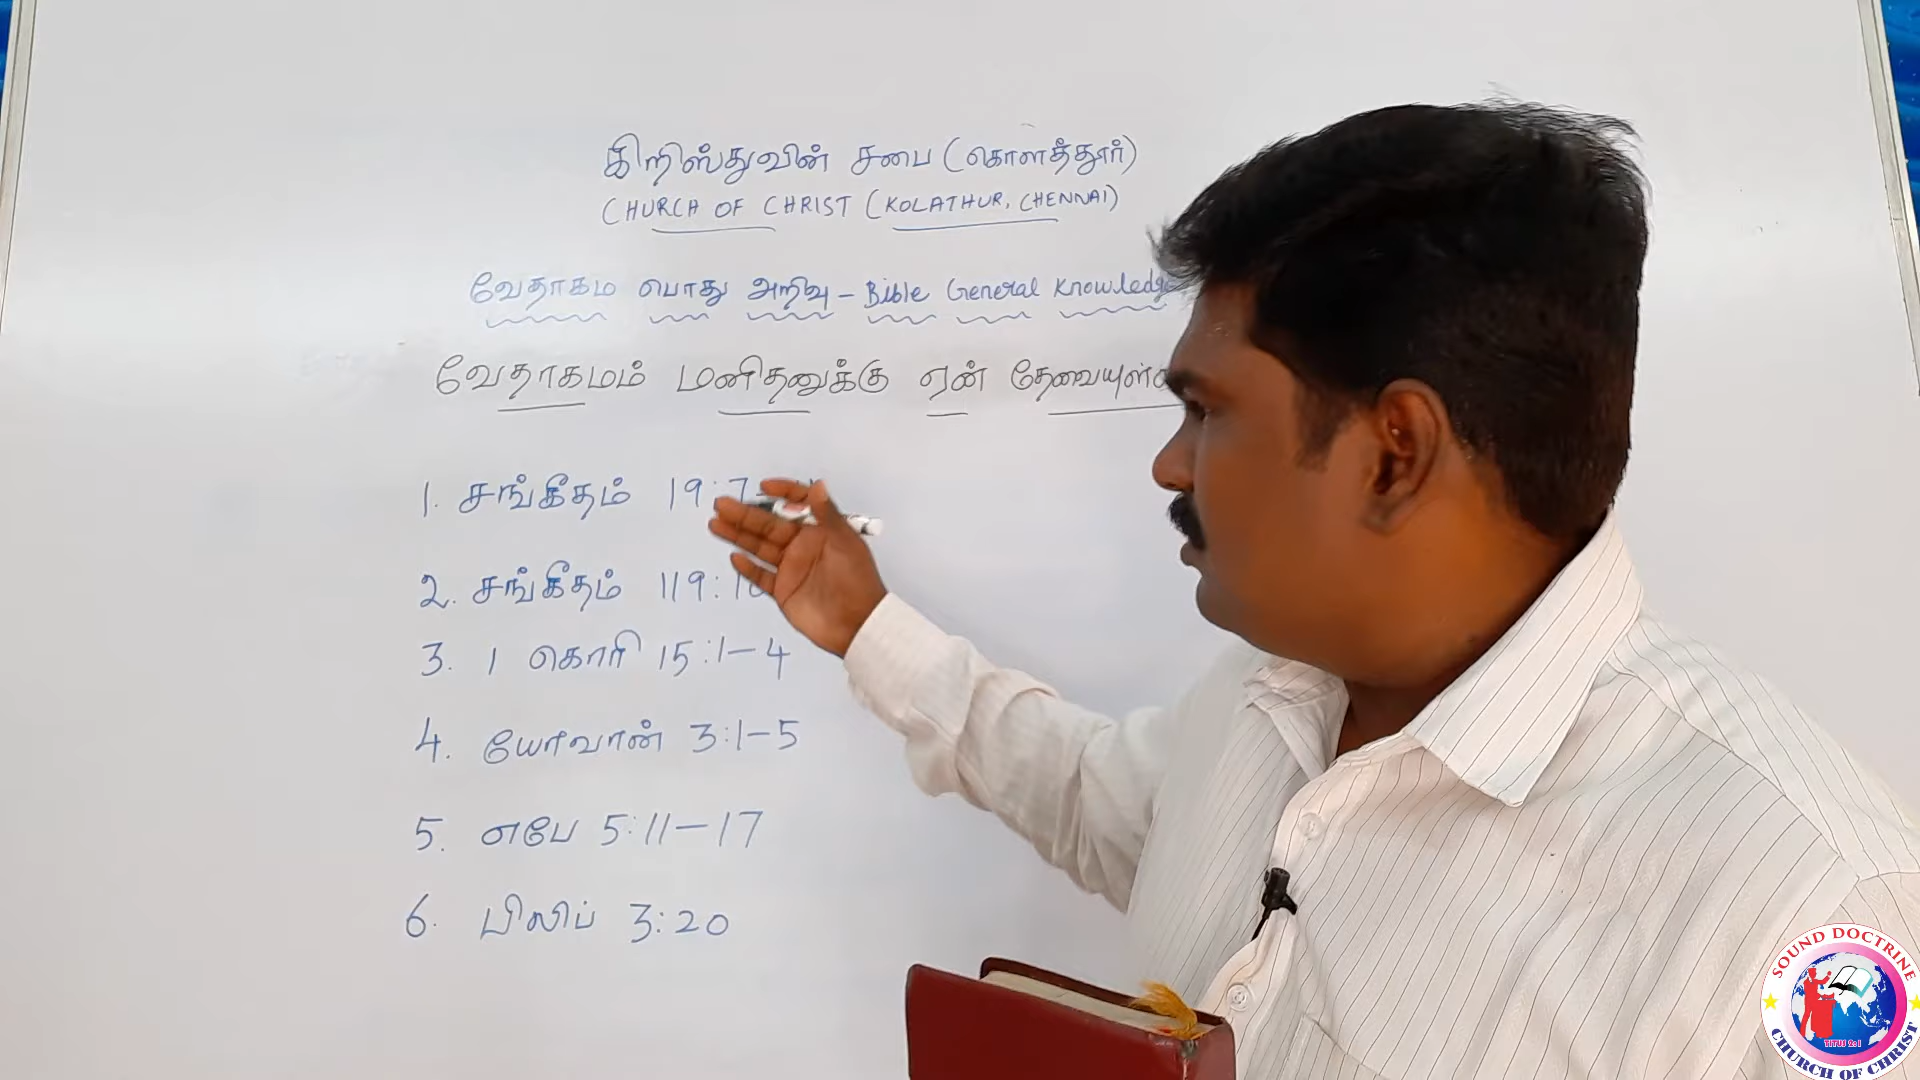 கிறிஸ்துவின் சபை (கொளத்தூர்)
CHURCH OF CHRIST (KOLATHUR, CHENNAI)
வேதாகம பொது அறிவு – Bible General Knowledge
வேதாகமம் மனிதனுக்கு ஏன்
1. சங்கீதம் 19:7-
2. சங்கீதம்
3. 1 கொரி 15:1-4
4. யோவான் 3:1-5
5. எபே 5:11-17
6. பிலிப் 3:20
SOUND DOCTRINE
TITUS 2:1
CHURCH OF CHRIST